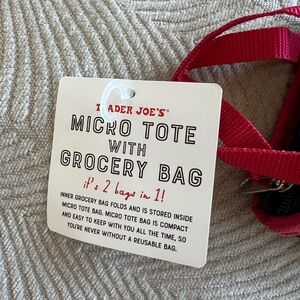 TRADER JOE'S®
MICRO TOTE
WITH
GROCERY BAG
it's 2 bags in 1!
INNER GROCERY BAG FOLDS AND IS STORED INSIDE
MICRO TOTE BAG. MICRO TOTE BAG IS COMPACT
AND EASY TO KEEP WITH YOU ALL THE TIME, SO
YOU'RE NEVER WITHOUT A REUSABLE BAG.